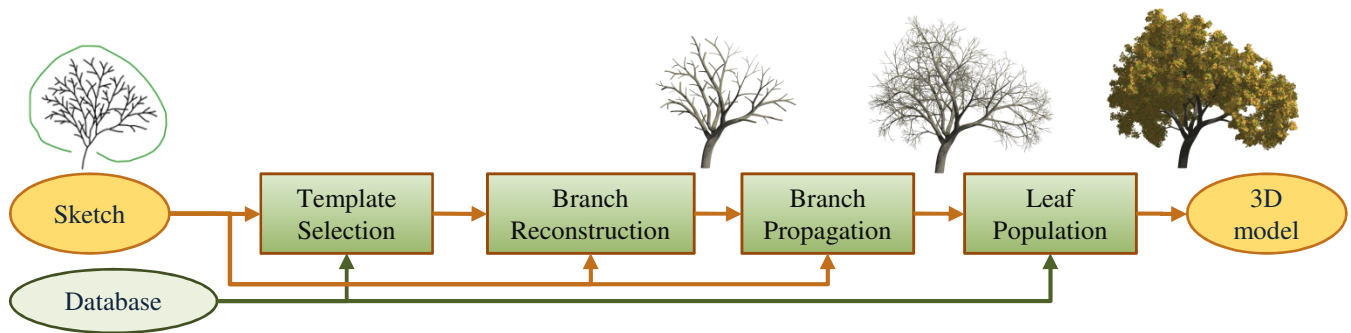 Sketch
Template
Selection
Branch
Reconstruction
Branch
Propagation
Leaf
Population
3D
model
Database